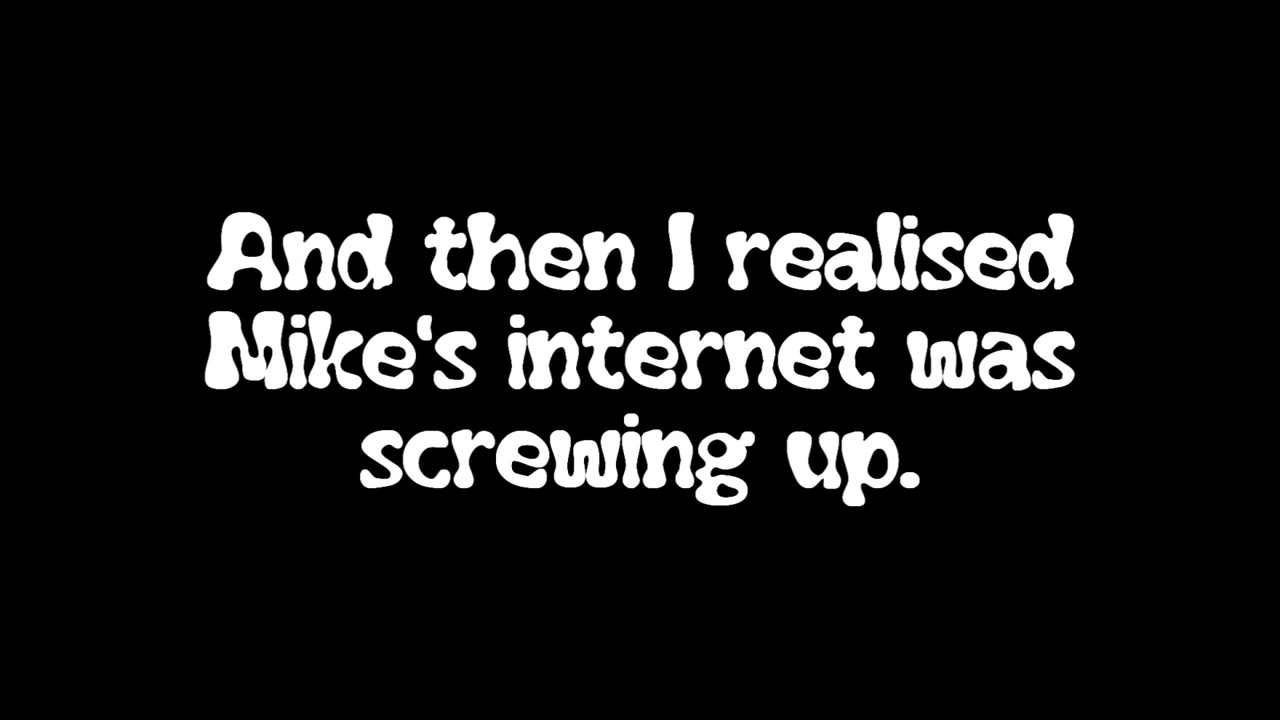 And then I realised
Mike's internet was
screwing up.